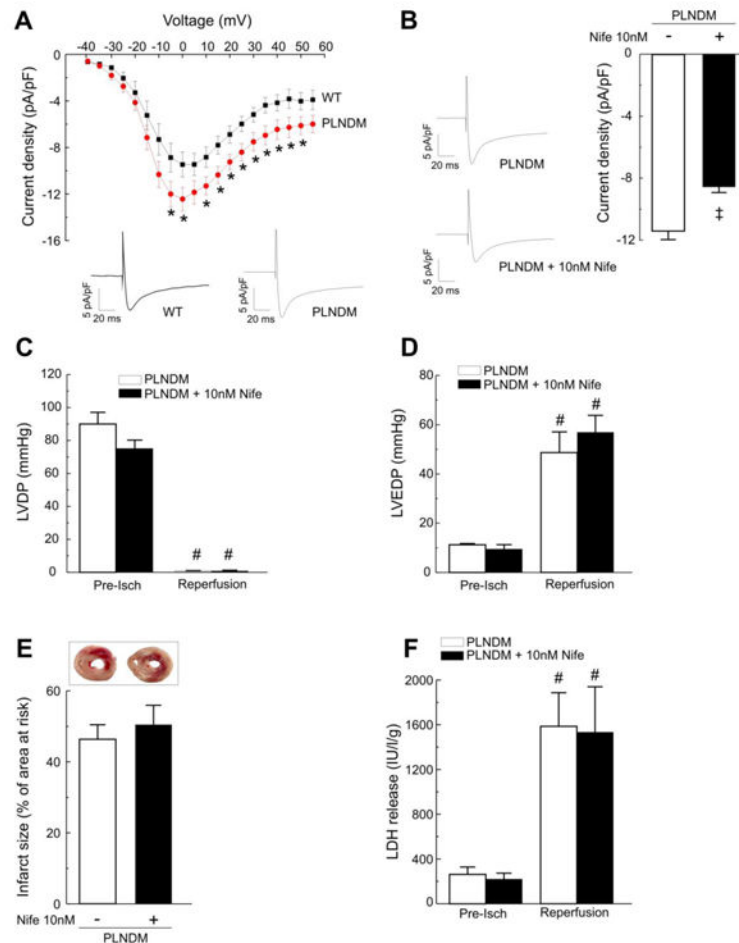 A
Voltage (mV)
-40 -30 -20 -10 0 10 20 30 40 50 60
Current density (pA/pF)
-4
-8
-12
-16
WT
PLNDM
* * * * * * * * * * *
5 pA/pF
20 ms
WT
5 pA/pF
20 ms
PLNDM
B
PLNDM
Nife 10nM - +
Current density (pA/pF)
0
-4
-8
-12
‡
5 pA/pF
20 ms
PLNDM
5 pA/pF
20 ms
PLNDM + 10nM Nife
C
PLNDM
PLNDM + 10nM Nife
LVDP (mmHg)
120
100
80
60
40
20
0
# #
Pre-Isch Reperfusion
D
PLNDM
PLNDM + 10nM Nife
LVEDP (mmHg)
80
60
40
20
0
# #
Pre-Isch Reperfusion
E
Infarct size (% of area at risk)
60
40
20
0
Nife 10nM - +
PLNDM
F
PLNDM
PLNDM + 10nM Nife
LDH release (IU/l/g)
2000
1600
1200
800
400
0
# #
Pre-Isch Reperfusion